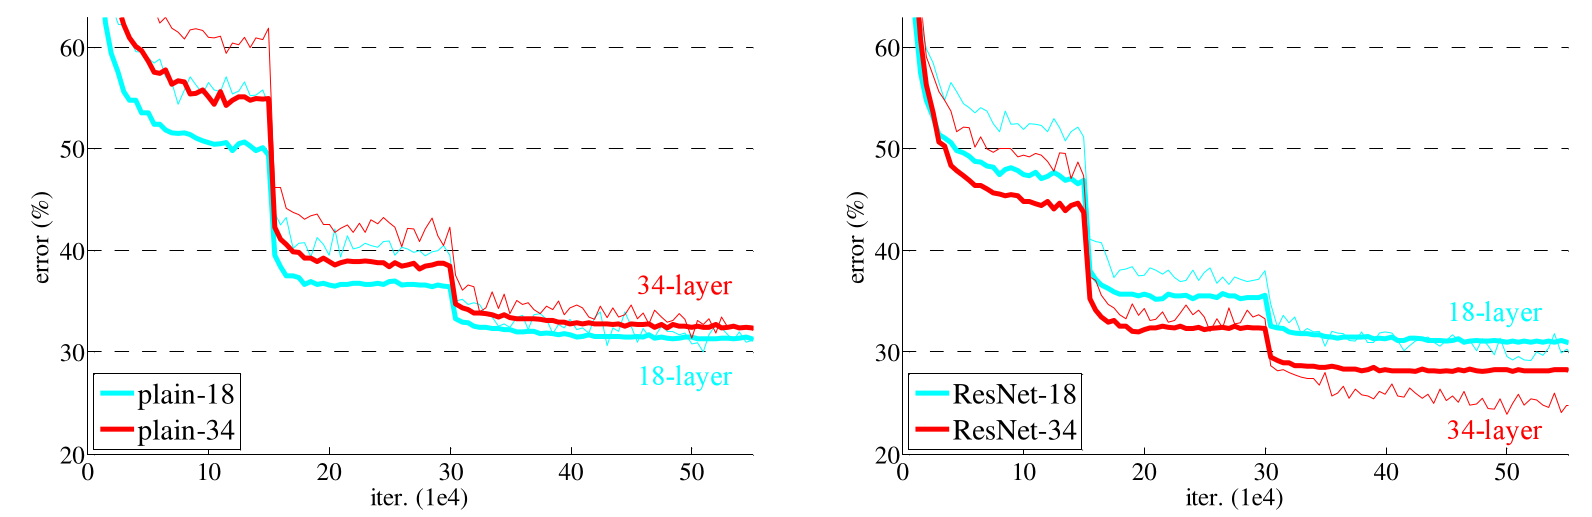 60
50
40
30
20
error (%)
34-layer
18-layer
plain-18
plain-34
0 10 20 30 40 50
iter. (1e4)
60
50
40
30
20
error (%)
18-layer
34-layer
ResNet-18
ResNet-34
0 10 20 30 40 50
iter. (1e4)